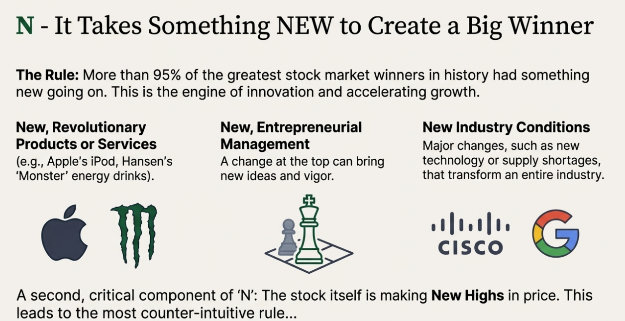 N - It Takes Something NEW to Create a Big Winner
The Rule: More than 95% of the greatest stock market winners in history had something
new going on. This is the engine of innovation and accelerating growth.
New, Revolutionary
Products or Services
(e.g., Apple's iPod, Hansen's
'Monster' energy drinks).
New, Entrepreneurial
Management
A change at the top can bring
new ideas and vigor.
New Industry Conditions
Major changes, such as new
technology or supply shortages,
that transform an entire industry.
CISCO
A second, critical component of 'N': The stock itself is making New Highs in price. This
leads to the most counter-intuitive rule...